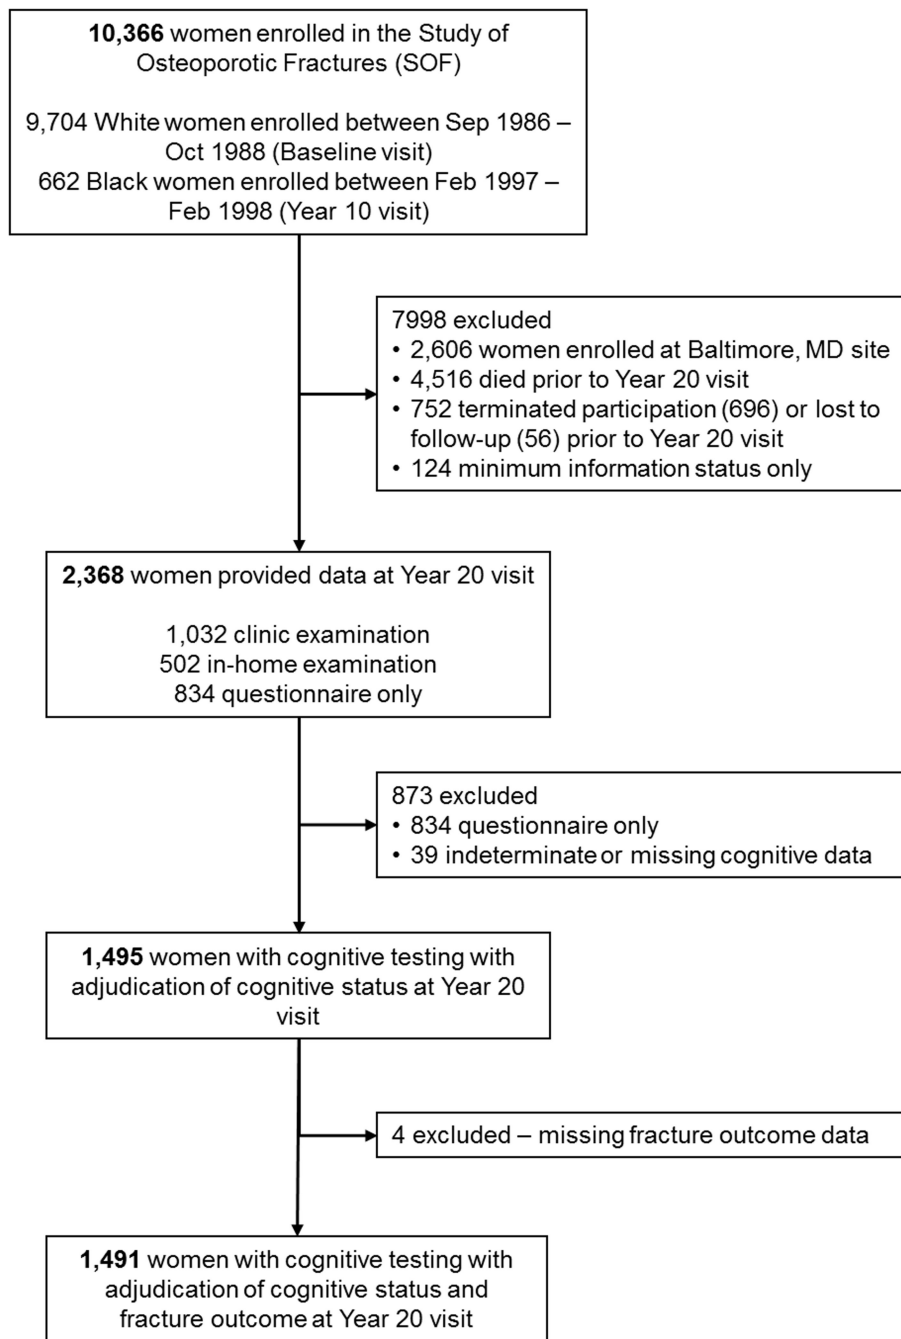 10,366 women enrolled in the Study of
Osteoporotic Fractures (SOF)
9,704 White women enrolled between Sep 1986 –
Oct 1988 (Baseline visit)
662 Black women enrolled between Feb 1997 –
Feb 1998 (Year 10 visit)
7998 excluded
• 2,606 women enrolled at Baltimore, MD site
• 4,516 died prior to Year 20 visit
• 752 terminated participation (696) or lost to
follow-up (56) prior to Year 20 visit
• 124 minimum information status only
2,368 women provided data at Year 20 visit
1,032 clinic examination
502 in-home examination
834 questionnaire only
873 excluded
• 834 questionnaire only
• 39 indeterminate or missing cognitive data
1,495 women with cognitive testing with
adjudication of cognitive status at Year 20
visit
4 excluded – missing fracture outcome data
1,491 women with cognitive testing with
adjudication of cognitive status and
fracture outcome at Year 20 visit